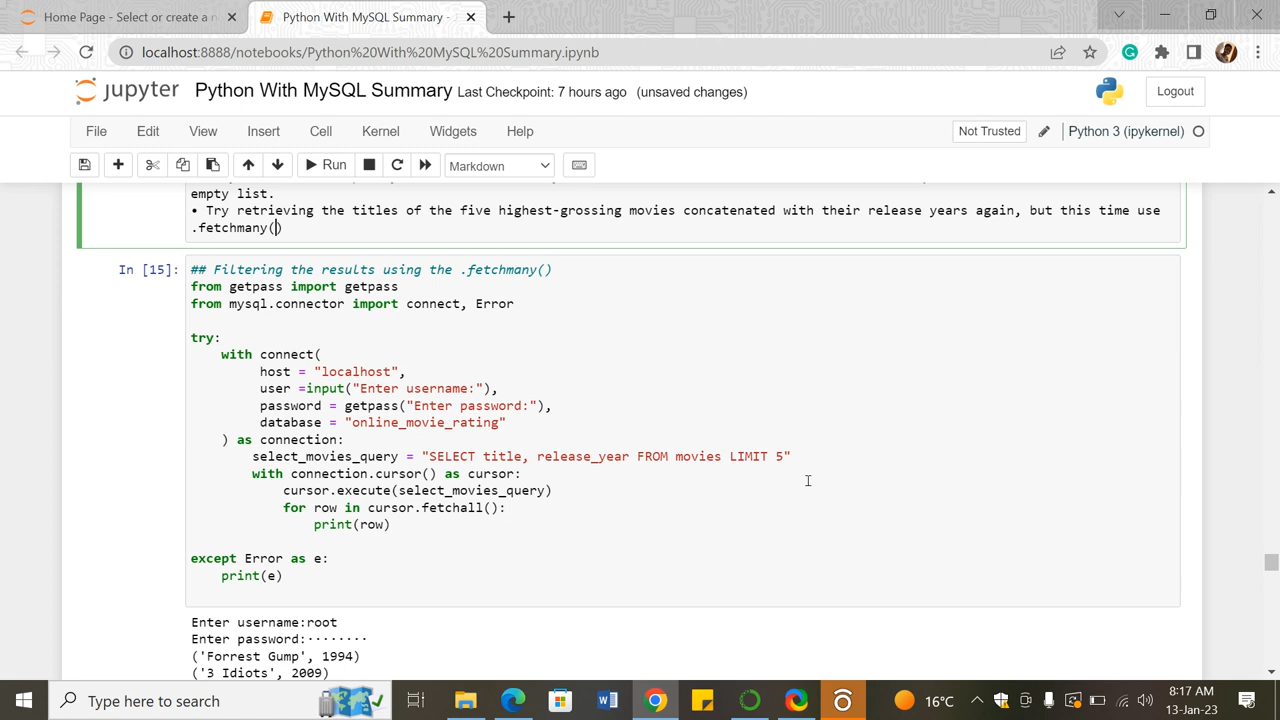 Home Page - Select or create a n
Python With MySQL Summary -
localhost:8888/notebooks/Python%20With%20MySQL%20Summary.ipynb
jupyter
Python With MySQL Summary
Last Checkpoint: 7 hours ago
(unsaved changes)
Logout
File
Edit
View
Insert
Cell
Kernel
Widgets
Help
Not Trusted
Python 3 (ipykernel)
Run
Markdown
empty list.
• Try retrieving the titles of the five highest-grossing movies concatenated with their release years again, but this time use
.fetchmany()
In [15]:
## Filtering the results using the .fetchmany()
from getpass import getpass
from mysql.connector import connect, Error
try:
with connect(
host = "localhost",
user =input("Enter username:"),
password = getpass("Enter password:"),
database = "online_movie_rating"
) as connection:
select_movies_query = "SELECT title, release_year FROM movies LIMIT 5"
with connection.cursor() as cursor:
cursor.execute(select_movies_query)
for row in cursor.fetchall():
print(row)
except Error as e:
print(e)
Enter username:root
Enter password:········
('Forrest Gump', 1994)
('3 Idiots', 2009)
Type here to search
16°C
8:17 AM
13-Jan-23